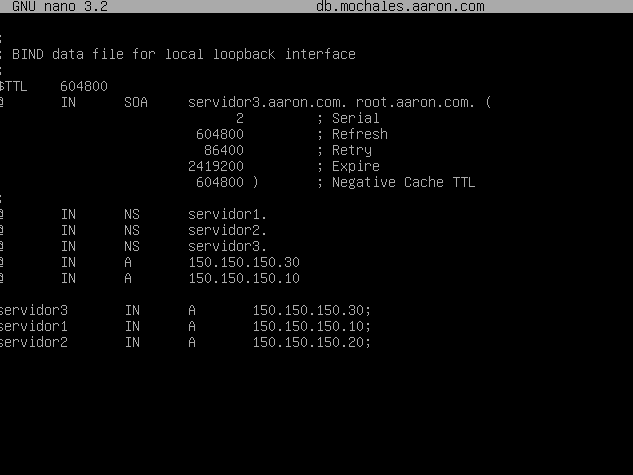 GNU nano 3.2 db.mochales.aaron.com
;
; BIND data file for local loopback interface
;
$TTL 604800
@ IN SOA servidor3.aaron.com. root.aaron.com. (
2 ; Serial
604800 ; Refresh
86400 ; Retry
2419200 ; Expire
604800 ) ; Negative Cache TTL
;
@ IN NS servidor1.
@ IN NS servidor2.
@ IN NS servidor3.
@ IN A 150.150.150.30
@ IN A 150.150.150.10
servidor3 IN A 150.150.150.30;
servidor1 IN A 150.150.150.10;
servidor2 IN A 150.150.150.20;